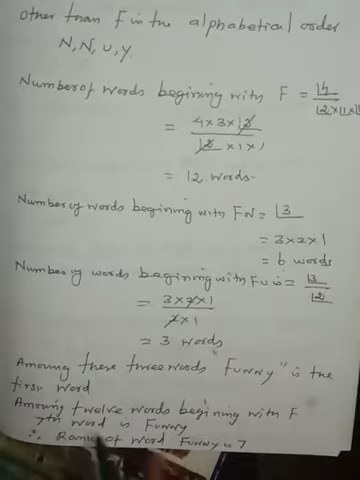 Other than F in the alphabetical order
N, N, U, Y.
Number of words begining with F = ⌊4 / ⌊2 × ⌊1 × ⌊1
= 4×3×⌊2 / ⌊2 × 1 × 1
= 12 words.
Number of words begining with FN = ⌊3
= 3×2×1
= 6 words
Number of words begining with FU is = ⌊3 / ⌊2
= 3×2×1 / 2×1
= 3 words
Among these three words "FUNNY" is the
first word
Among twelve words begining with F
7th word is FUNNY
∴ Rank of word FUNNY is 7